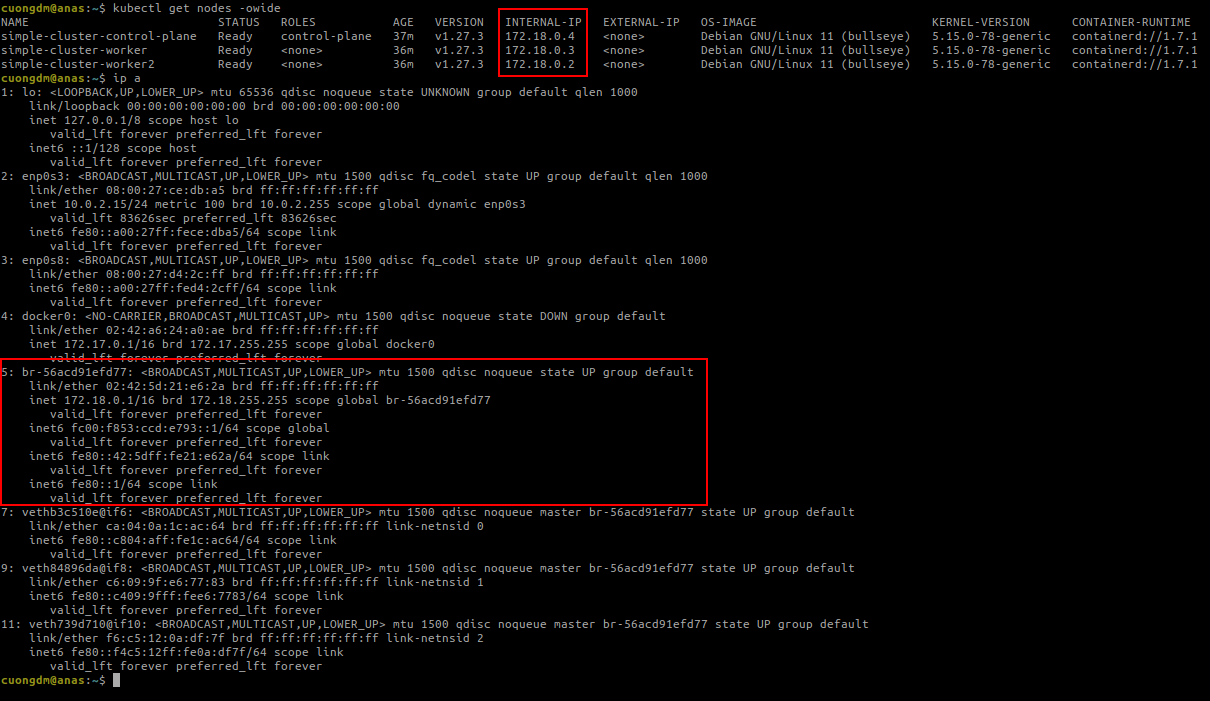 cuongdm@anas:~$ kubectl get nodes -owide
NAME                           STATUS   ROLES           AGE   VERSION   INTERNAL-IP   EXTERNAL-IP   OS-IMAGE                         KERNEL-VERSION      CONTAINER-RUNTIME
simple-cluster-control-plane   Ready    control-plane   37m   v1.27.3   172.18.0.4    <none>        Debian GNU/Linux 11 (bullseye)   5.15.0-78-generic   containerd://1.7.1
simple-cluster-worker          Ready    <none>          36m   v1.27.3   172.18.0.3    <none>        Debian GNU/Linux 11 (bullseye)   5.15.0-78-generic   containerd://1.7.1
simple-cluster-worker2         Ready    <none>          36m   v1.27.3   172.18.0.2    <none>        Debian GNU/Linux 11 (bullseye)   5.15.0-78-generic   containerd://1.7.1
cuongdm@anas:~$ ip a
1: lo: <LOOPBACK,UP,LOWER_UP> mtu 65536 qdisc noqueue state UNKNOWN group default qlen 1000
    link/loopback 00:00:00:00:00:00 brd 00:00:00:00:00:00
    inet 127.0.0.1/8 scope host lo
       valid_lft forever preferred_lft forever
    inet6 ::1/128 scope host
       valid_lft forever preferred_lft forever
2: enp0s3: <BROADCAST,MULTICAST,UP,LOWER_UP> mtu 1500 qdisc fq_codel state UP group default qlen 1000
    link/ether 08:00:27:ce:db:a5 brd ff:ff:ff:ff:ff:ff
    inet 10.0.2.15/24 metric 100 brd 10.0.2.255 scope global dynamic enp0s3
       valid_lft 83626sec preferred_lft 83626sec
    inet6 fe80::a00:27ff:fece:dba5/64 scope link
       valid_lft forever preferred_lft forever
3: enp0s8: <BROADCAST,MULTICAST,UP,LOWER_UP> mtu 1500 qdisc fq_codel state UP group default qlen 1000
    link/ether 08:00:27:d4:2c:ff brd ff:ff:ff:ff:ff:ff
    inet6 fe80::a00:27ff:fed4:2cff/64 scope link
       valid_lft forever preferred_lft forever
4: docker0: <NO-CARRIER,BROADCAST,MULTICAST,UP> mtu 1500 qdisc noqueue state DOWN group default
    link/ether 02:42:a6:24:a0:ae brd ff:ff:ff:ff:ff:ff
    inet 172.17.0.1/16 brd 172.17.255.255 scope global docker0
       valid_lft forever preferred_lft forever
5: br-56acd91efd77: <BROADCAST,MULTICAST,UP,LOWER_UP> mtu 1500 qdisc noqueue state UP group default
    link/ether 02:42:5d:21:e6:2a brd ff:ff:ff:ff:ff:ff
    inet 172.18.0.1/16 brd 172.18.255.255 scope global br-56acd91efd77
       valid_lft forever preferred_lft forever
    inet6 fc00:f853:ccd:e793::1/64 scope global
       valid_lft forever preferred_lft forever
    inet6 fe80::42:5dff:fe21:e62a/64 scope link
       valid_lft forever preferred_lft forever
    inet6 fe80::1/64 scope link
       valid_lft forever preferred_lft forever
7: vethb3c510e@if6: <BROADCAST,MULTICAST,UP,LOWER_UP> mtu 1500 qdisc noqueue master br-56acd91efd77 state UP group default
    link/ether ca:04:0a:1c:ac:64 brd ff:ff:ff:ff:ff:ff link-netnsid 0
    inet6 fe80::c804:aff:fe1c:ac64/64 scope link
       valid_lft forever preferred_lft forever
9: veth84896da@if8: <BROADCAST,MULTICAST,UP,LOWER_UP> mtu 1500 qdisc noqueue master br-56acd91efd77 state UP group default
    link/ether c6:09:9f:e6:77:83 brd ff:ff:ff:ff:ff:ff link-netnsid 1
    inet6 fe80::c409:9fff:fee6:7783/64 scope link
       valid_lft forever preferred_lft forever
11: veth739d710@if10: <BROADCAST,MULTICAST,UP,LOWER_UP> mtu 1500 qdisc noqueue master br-56acd91efd77 state UP group default
    link/ether f6:c5:12:0a:df:7f brd ff:ff:ff:ff:ff:ff link-netnsid 2
    inet6 fe80::f4c5:12ff:fe0a:df7f/64 scope link
       valid_lft forever preferred_lft forever
cuongdm@anas:~$